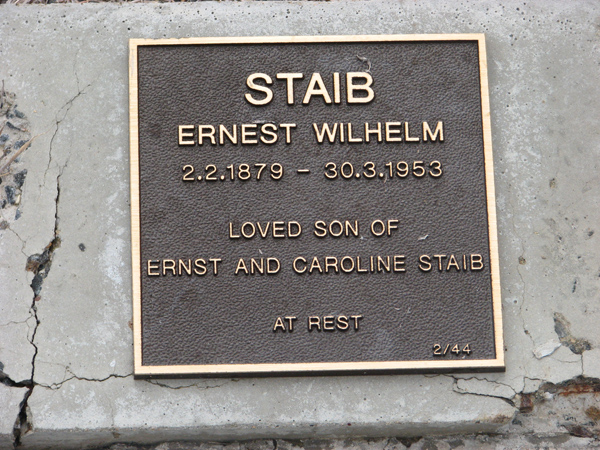 STAIB
ERNEST WILHELM
2.2.1879 - 30.3.1953
LOVED SON OF
ERNST AND CAROLINE STAIB
AT REST
2/44